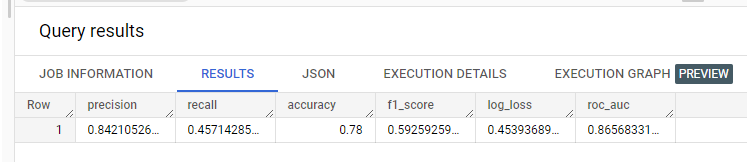 Query results
JOB INFORMATION RESULTS JSON EXECUTION DETAILS EXECUTION GRAPH PREVIEW
Row precision recall accuracy f1_score log_loss roc_auc
1 0.84210526... 0.45714285... 0.78 0.59259259... 0.45393689... 0.86568331...